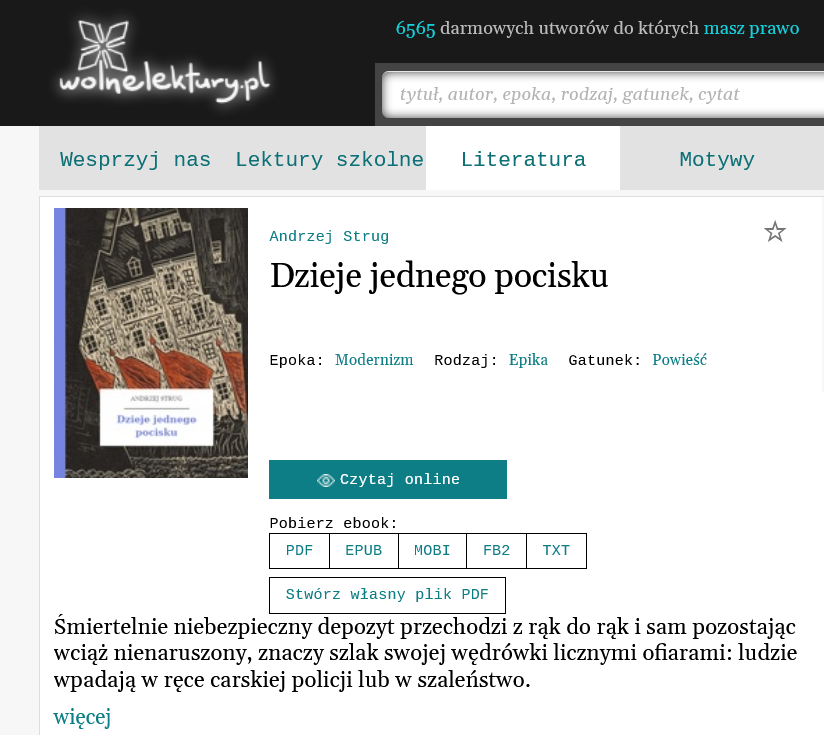 wolnelektury.pl
6565 darmowych utworów do których masz prawo
tytuł, autor, epoka, rodzaj, gatunek, cytat
Wesprzyj nas Lektury szkolne Literatura Motywy
Andrzej Strug
Dzieje jednego pocisku
Epoka: Modernizm Rodzaj: Epika Gatunek: Powieść
ANDRZEJ STRUG
Dzieje jednego
pocisku
Czytaj online
Pobierz ebook:
PDF EPUB MOBI FB2 TXT
Stwórz własny plik PDF
Śmiertelnie niebezpieczny depozyt przechodzi z rąk do rąk i sam pozostając
wciąż nienaruszony, znaczy szlak swojej wędrówki licznymi ofiarami: ludzie
wpadają w ręce carskiej policji lub w szaleństwo.
więcej